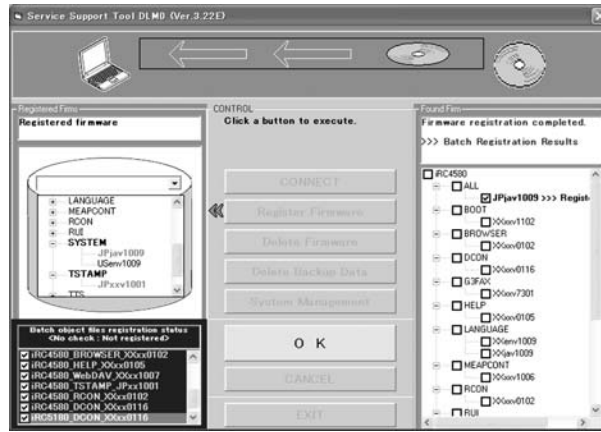 Service Support Tool DLMD (Ver.3.22E)
Registered Firms
Registered firmware
LANGUAGE
MEAPCONT
RCON
RUI
SYSTEM
JPjav1009
USenv1009
TSTAMP
JPxxv1001
TTS
Batch object files registration status
<No check : Not registered>
iRC4580_BROWSER_XXxx0102
iRC4580_HELP_XXxx0105
iRC4580_WebDAV_XXxx1007
iRC4580_TSTAMP_JPxx1001
iRC4580_RCON_XXxx0102
iRC4580_DCON_XXxx0116
iRC5180_DCON_XXxx0116
CONTROL
Click a button to execute.
CONNECT
Register Firmware
Delete Firmware
Delete Backup Data
System Management
O K
CANCEL
EXIT
Found Firm
Firmware registration completed.
>>> Batch Registration Results
iRC4580
ALL
JPjav1009 >>> Regist
BOOT
XXxxv1102
BROWSER
XXxxv0102
DCON
XXxxv0116
G3FAX
XXxxv7301
HELP
XXxxv0105
LANGUAGE
XXenv1009
XXjav1009
MEAPCONT
XXxxv1006
RCON
XXxxv0102
RUI